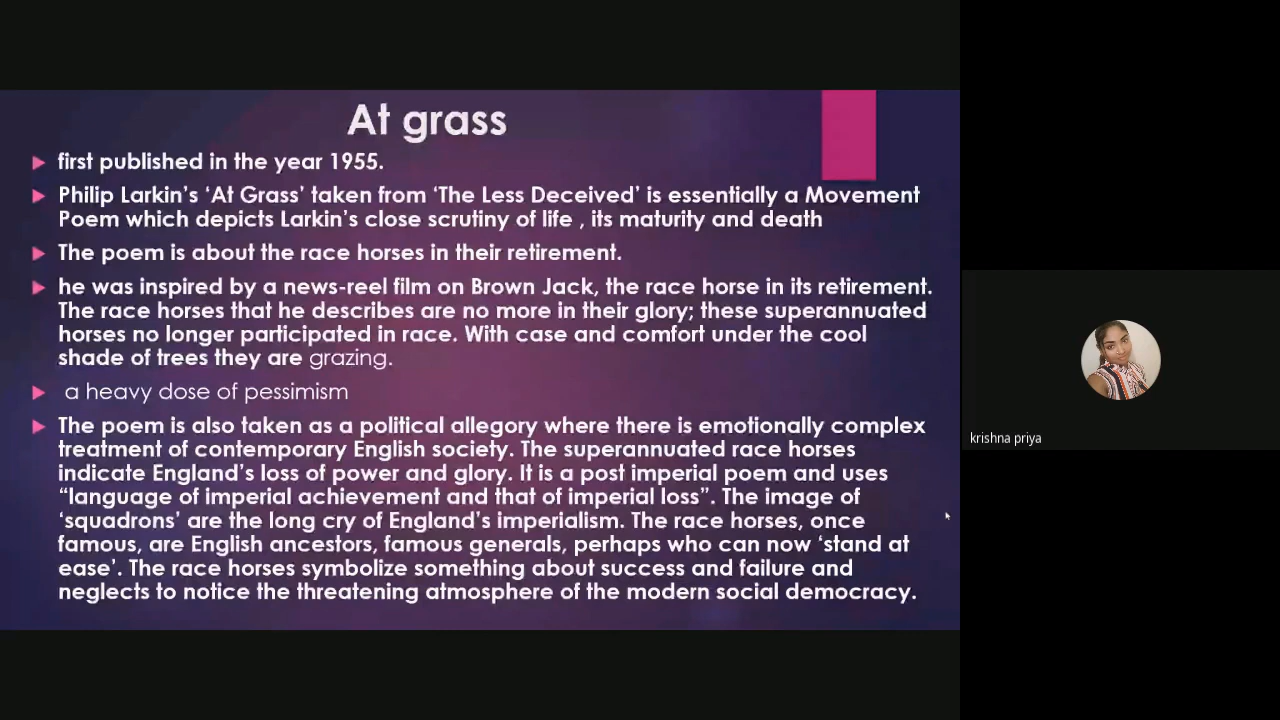 At grass
first published in the year 1955.
Philip Larkin's 'At Grass' taken from 'The Less Deceived' is essentially a Movement
Poem which depicts Larkin's close scrutiny of life , its maturity and death
The poem is about the race horses in their retirement.
he was inspired by a news-reel film on Brown Jack, the race horse in its retirement.
The race horses that he describes are no more in their glory; these superannuated
horses no longer participated in race. With case and comfort under the cool
shade of trees they are grazing.
a heavy dose of pessimism
The poem is also taken as a political allegory where there is emotionally complex
treatment of contemporary English society. The superannuated race horses
indicate England's loss of power and glory. It is a post imperial poem and uses
“language of imperial achievement and that of imperial loss”. The image of
'squadrons' are the long cry of England's imperialism. The race horses, once
famous, are English ancestors, famous generals, perhaps who can now 'stand at
ease'. The race horses symbolize something about success and failure and
neglects to notice the threatening atmosphere of the modern social democracy.
krishna priya